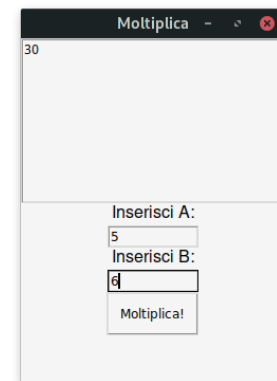 Moltiplica
30
Inserisci A:
5
Inserisci B:
6
Moltiplica!